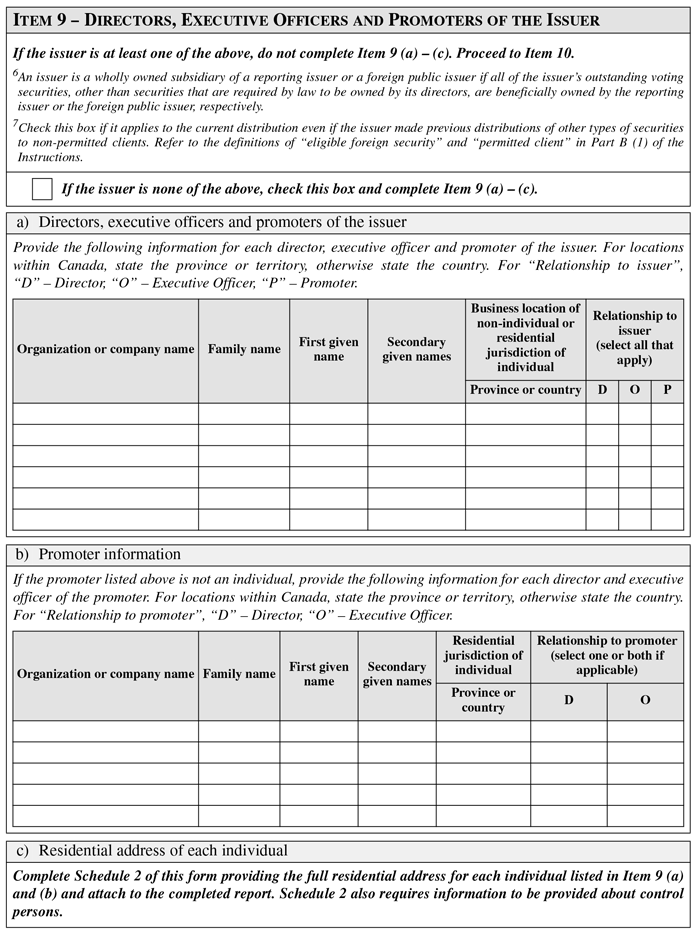 ITEM 9 – DIRECTORS, EXECUTIVE OFFICERS AND PROMOTERS OF THE ISSUER
If the issuer is at least one of the above, do not complete Item 9 (a) – (c). Proceed to Item 10.
6An issuer is a wholly owned subsidiary of a reporting issuer or a foreign public issuer if all of the issuer's outstanding voting
securities, other than securities that are required by law to be owned by its directors, are beneficially owned by the reporting
issuer or the foreign public issuer, respectively.
7Check this box if it applies to the current distribution even if the issuer made previous distributions of other types of securities
to non-permitted clients. Refer to the definitions of “eligible foreign security” and “permitted client” in Part B (1) of the
Instructions.
If the issuer is none of the above, check this box and complete Item 9 (a) – (c).
a) Directors, executive officers and promoters of the issuer
Provide the following information for each director, executive officer and promoter of the issuer. For locations
within Canada, state the province or territory, otherwise state the country. For “Relationship to issuer”,
“D” – Director, “O” – Executive Officer, “P” – Promoter.
Organization or company name
Family name
First given
name
Secondary
given names
Business location of
non-individual or
residential
jurisdiction of
individual
Province or country
Relationship to
issuer
(select all that
apply)
D O P
b) Promoter information
If the promoter listed above is not an individual, provide the following information for each director and executive
officer of the promoter. For locations within Canada, state the province or territory, otherwise state the country.
For “Relationship to promoter”, “D” – Director, “O” – Executive Officer.
Organization or company name
Family name
First given
name
Secondary
given names
Residential
jurisdiction of
individual
Province or
country
Relationship to promoter
(select one or both if
applicable)
D O
c) Residential address of each individual
Complete Schedule 2 of this form providing the full residential address for each individual listed in Item 9 (a)
and (b) and attach to the completed report. Schedule 2 also requires information to be provided about control
persons.